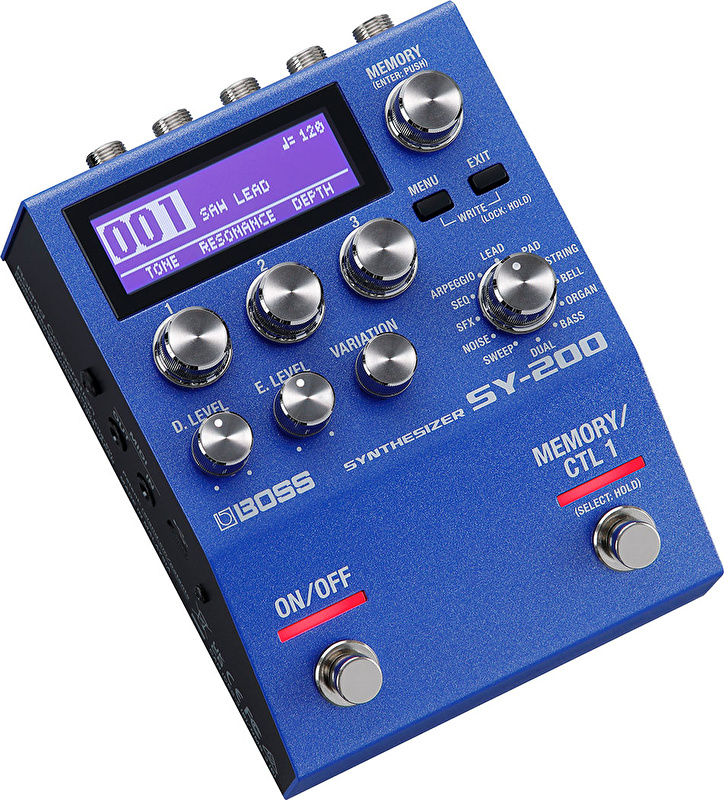 MEMORY
(ENTER: PUSH)
♩= 120
001 SAW LEAD
TONE RESONANCE DEPTH
MENU EXIT
WRITE
(LOCK: HOLD)
1 2 3
LEAD PAD
ARPEGGIO STRING
SEQ BELL
SFX ORGAN
NOISE BASS
SWEEP DUAL
D. LEVEL E. LEVEL VARIATION
SYNTHESIZER SY-200
BOSS
MEMORY/
CTL 1
(SELECT: HOLD)
ON/OFF